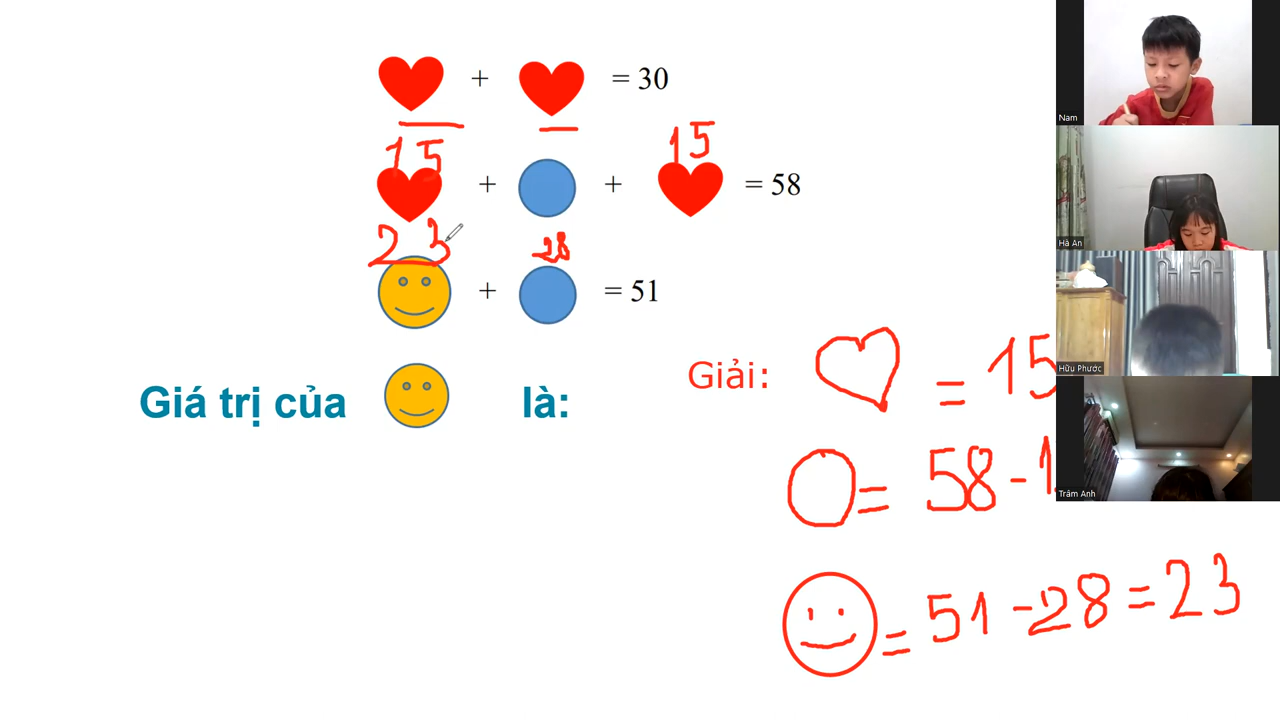 + = 30
15 15
+ + = 58
23 28
+ = 51
Giá trị của là:
Giải:
= 15
= 58 - 1
= 51 - 28 = 23
Nam
Hà An
Hữu Phước
Trâm Anh